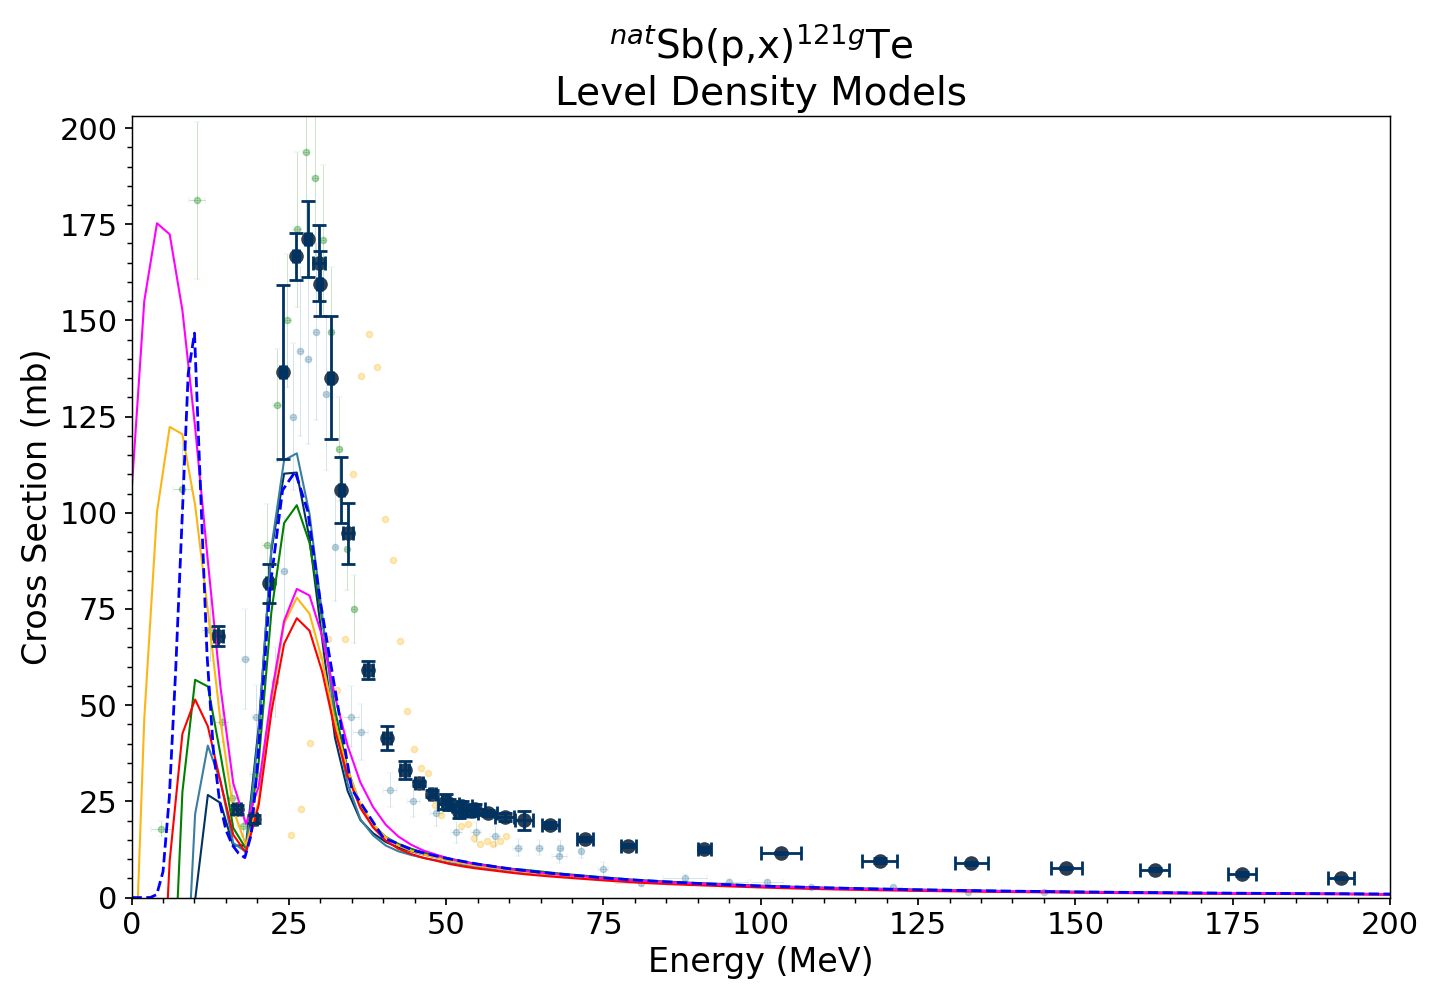 natSb(p,x)121gTe
Level Density Models
Cross Section (mb)
200
175
150
125
100
75
50
25
0
0 25 50 75 100 125 150 175 200
Energy (MeV)